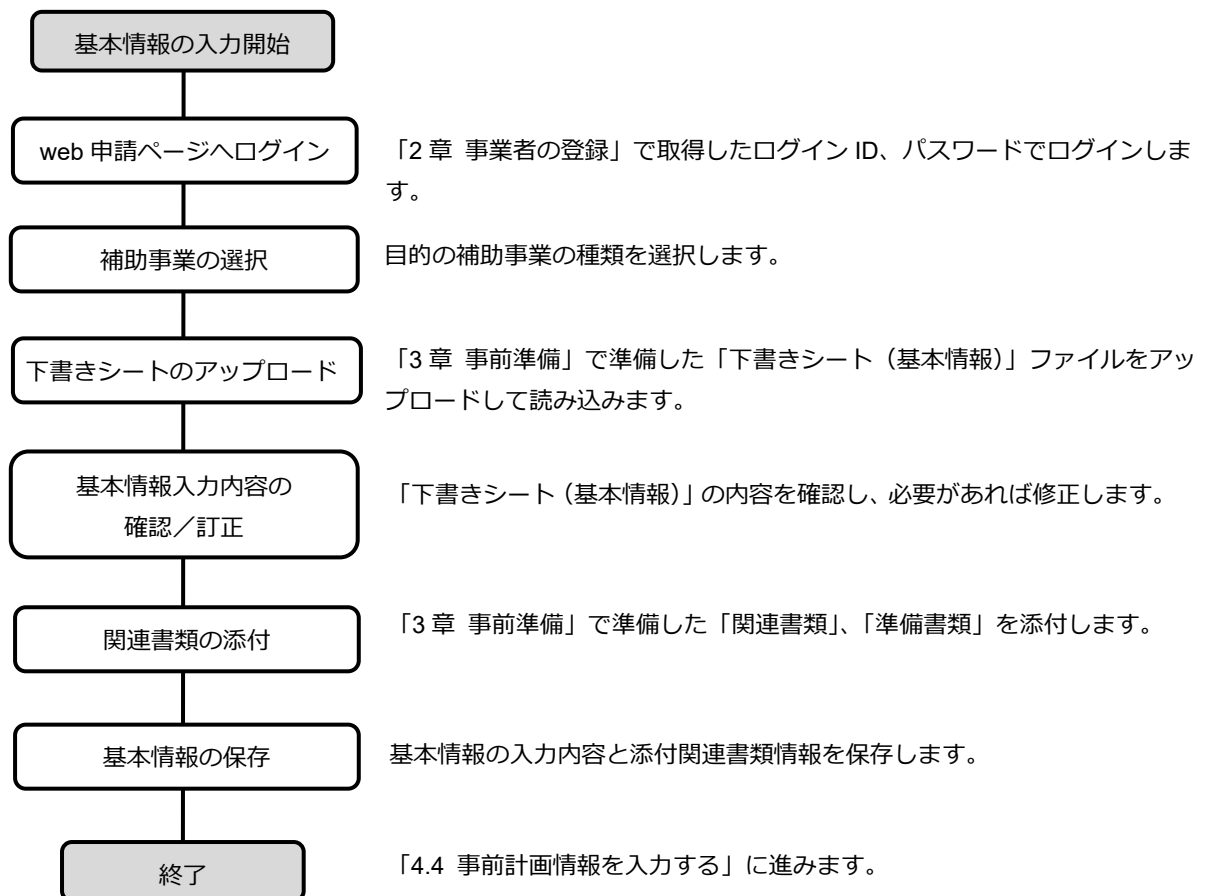 基本情報の入力開始
web 申請ページへログイン
「2 章 事業者の登録」で取得したログイン ID、パスワードでログインしま
す。
補助事業の選択
目的の補助事業の種類を選択します。
下書きシートのアップロード
「3 章 事前準備」で準備した「下書きシート（基本情報）」ファイルをアッ
プロードして読み込みます。
基本情報入力内容の
確認／訂正
「下書きシート（基本情報）」の内容を確認し、必要があれば修正します。
関連書類の添付
「3 章 事前準備」で準備した「関連書類」、「準備書類」を添付します。
基本情報の保存
基本情報の入力内容と添付関連書類情報を保存します。
終了
「4.4 事前計画情報を入力する」に進みます。